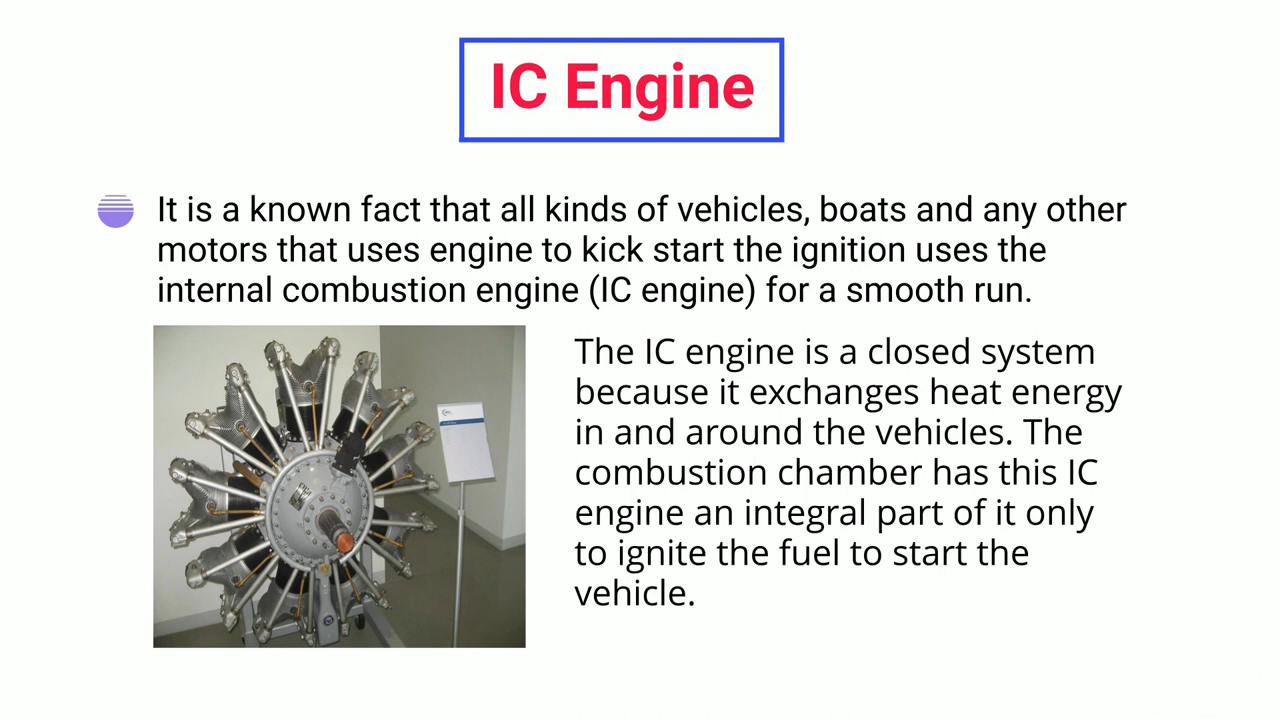 IC Engine
It is a known fact that all kinds of vehicles, boats and any other
motors that uses engine to kick start the ignition uses the
internal combustion engine (IC engine) for a smooth run.
The IC engine is a closed system
because it exchanges heat energy
in and around the vehicles. The
combustion chamber has this IC
engine an integral part of it only
to ignite the fuel to start the
vehicle.